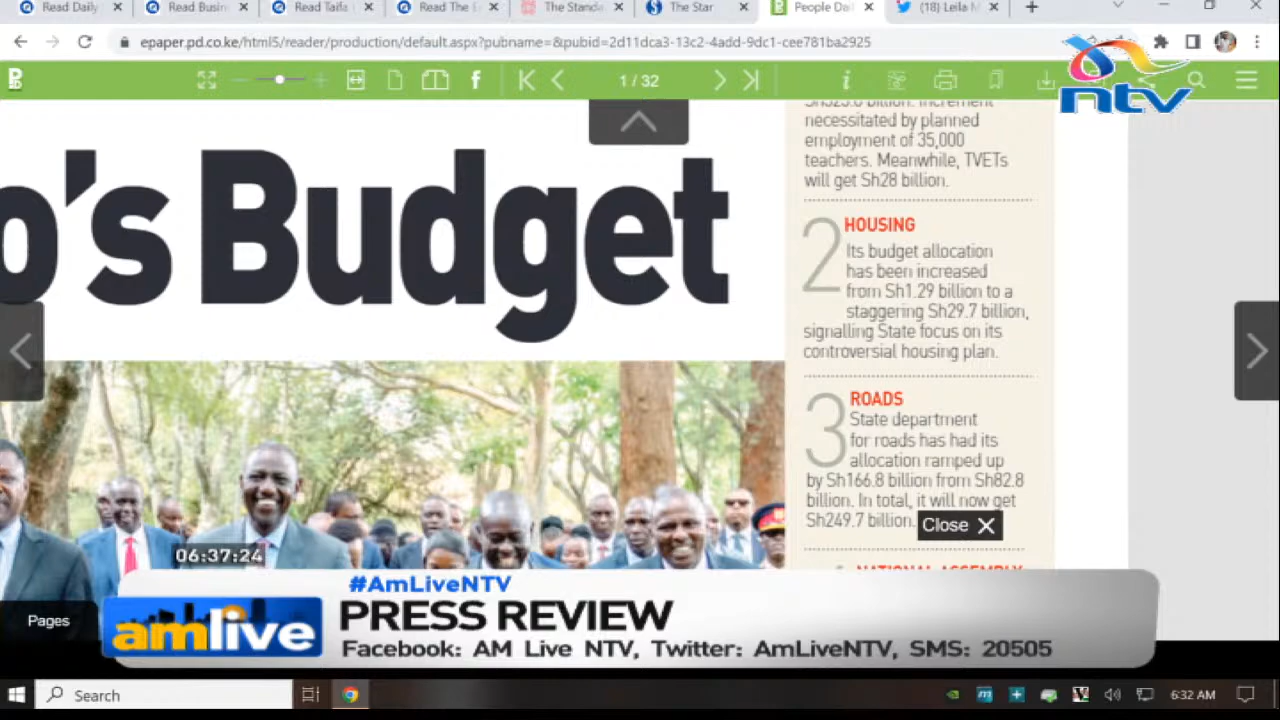 Read Daily
Read Busin
Read Taifa
Read The E
The Standa
The Star
People Dai
(18) Leila M
epaper.pd.co.ke/html5/reader/production/default.aspx?pubname=&pubid=2d11dca3-13c2-4add-9dc1-cee781ba2925
1 / 32
ntv
Sh323.6 billion. Increment
necessitated by planned
employment of 35,000
teachers. Meanwhile, TVETs
will get Sh28 billion.
o's Budget
2 HOUSING
Its budget allocation
has been increased
from Sh1.29 billion to a
staggering Sh29.7 billion,
signalling State focus on its
controversial housing plan.
3 ROADS
State department
for roads has had its
allocation ramped up
by Sh166.8 billion from Sh82.8
billion. In total, it will now get
Sh249.7 billion.
Close
NATIONAL ASSEMBLY
06:37:24
Pages
#AmLiveNTV
amlive
PRESS REVIEW
Facebook: AM Live NTV, Twitter: AmLiveNTV, SMS: 20505
Search
6:32 AM